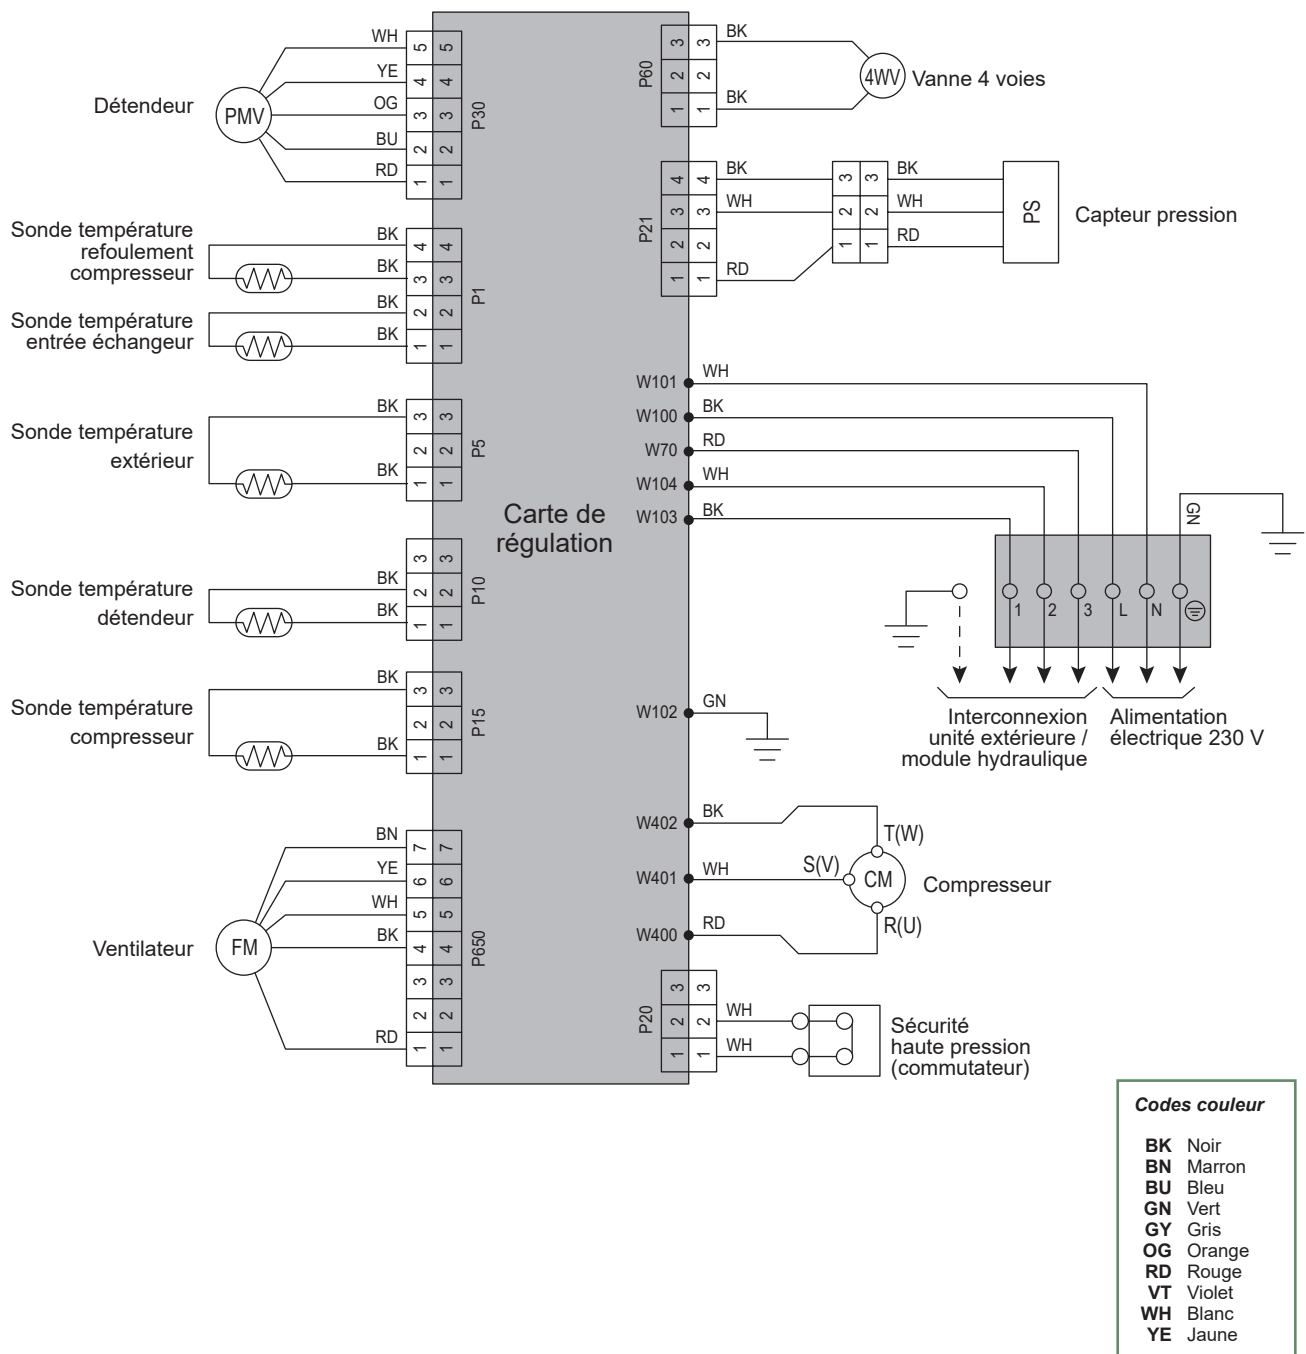 WH
YE
OG
BU
RD
5 5
4 4
3 3
2 2
1 1
P30
PMV
Détendeur
BK
BK
3 3
2 2
1 1
P60
4WV
Vanne 4 voies
Sonde température
refoulement
compresseur
BK
BK
BK
BK
4 4
3 3
2 2
1 1
P1
Sonde température
entrée échangeur
BK
WH
RD
4 4
3 3
2 2
1 1
P21
3 3
2 2
1 1
BK
WH
RD
PS
Capteur pression
Sonde température
extérieur
BK
BK
3 3
2 2
1 1
P5
W101 WH
W100 BK
W70 RD
W104 WH
W103 BK
Carte de
régulation
GN
1 2 3 L N
Interconnexion
unité extérieure /
module hydraulique
Alimentation
électrique 230 V
Sonde température
détendeur
BK
BK
3 3
2 2
1 1
P10
Sonde température
compresseur
BK
BK
3 3
2 2
1 1
P15
W102 GN
W402 BK
W401 WH
W400 RD
T(W)
S(V)
R(U)
CM
Compresseur
Ventilateur
FM
BN
YE
WH
BK
RD
7 7
6 6
5 5
4 4
3 3
2 2
1 1
P650
3 3
2 2
1 1
P20
WH
WH
Sécurité
haute pression
(commutateur)
Codes couleur
BK Noir
BN Marron
BU Bleu
GN Vert
GY Gris
OG Orange
RD Rouge
VT Violet
WH Blanc
YE Jaune